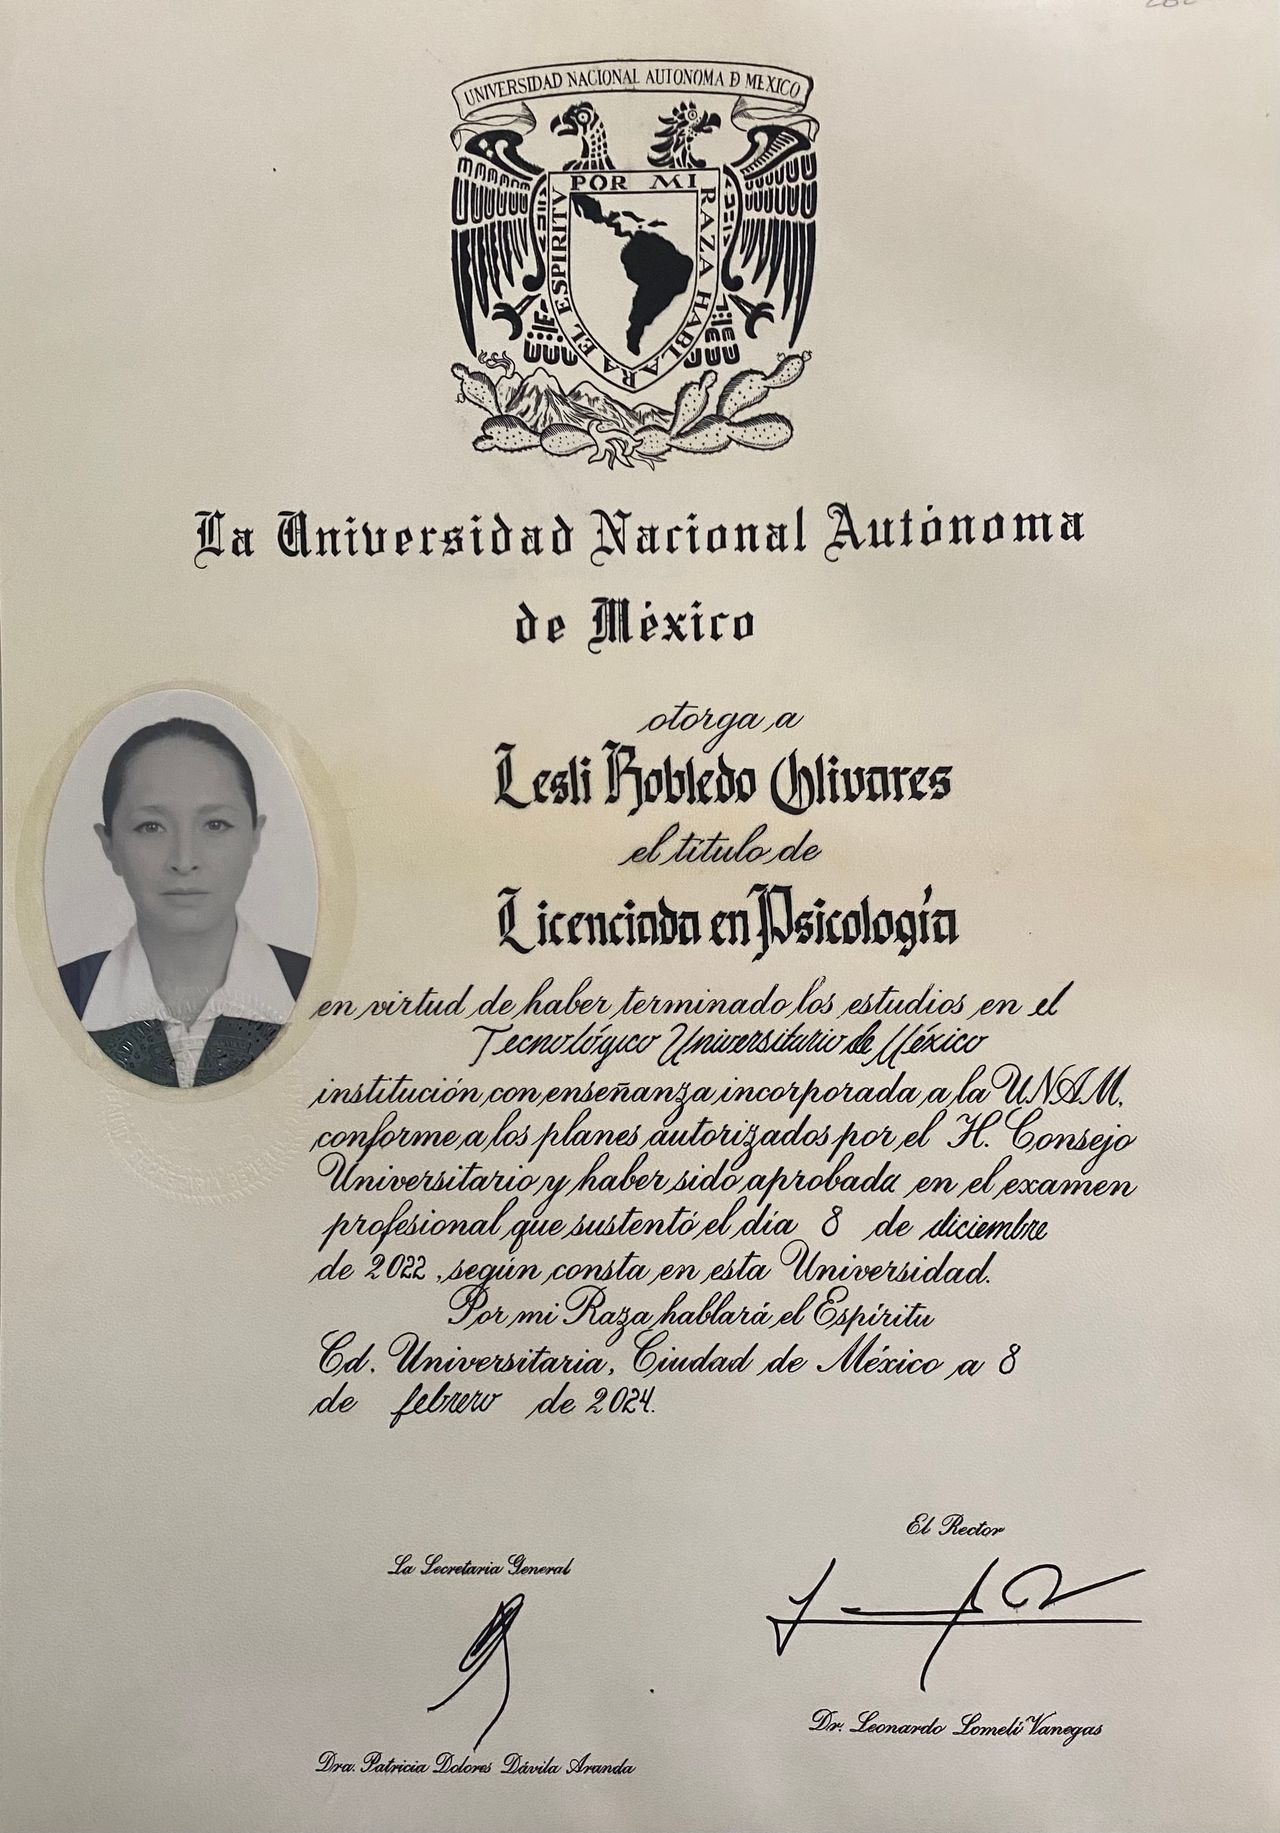 UNIVERSIDAD NACIONAL AUTONOMA D MEXICO
POR MI RAZA HABLARA EL ESPIRITV
La Universidad Nacional Autónoma
de México
otorga a
Lesli Robledo Olivares
el título de
Licenciada en Psicología
en virtud de haber terminado los estudios en el
Tecnológico Universitario de México
institución con enseñanza incorporada a la UNAM,
conforme a los planes autorizados por el H. Consejo
Universitario y haber sido aprobada en el examen
profesional que sustentó el día 8 de diciembre
de 2022, según consta en esta Universidad.
Por mi Raza hablará el Espíritu
Cd. Universitaria, Ciudad de México a 8
de febrero de 2024.
El Rector
La Secretaria General
Dr. Leonardo Lomelí Vanegas
Dra. Patricia Dolores Dávila Aranda